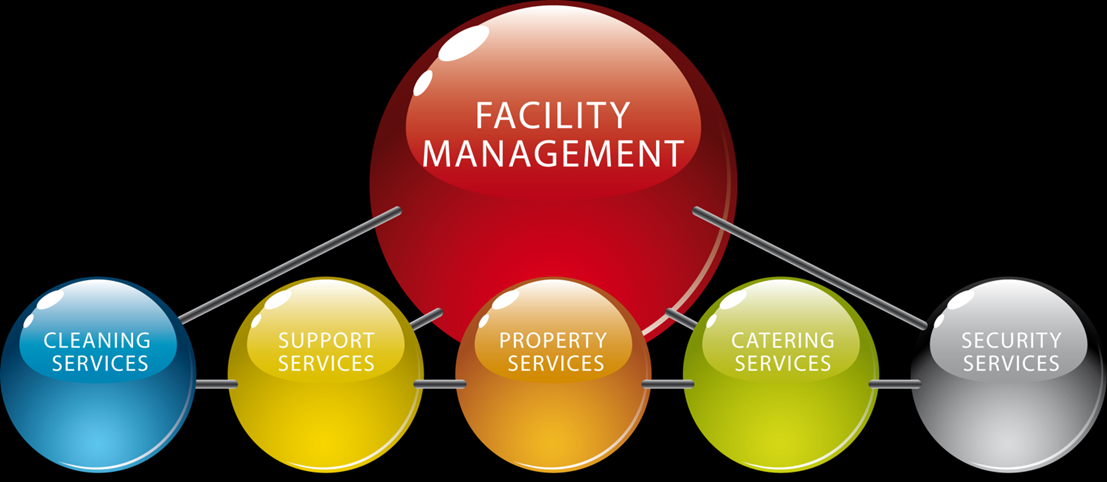 FACILITY
MANAGEMENT
CLEANING
SERVICES
SUPPORT
SERVICES
PROPERTY
SERVICES
CATERING
SERVICES
SECURITY
SERVICES